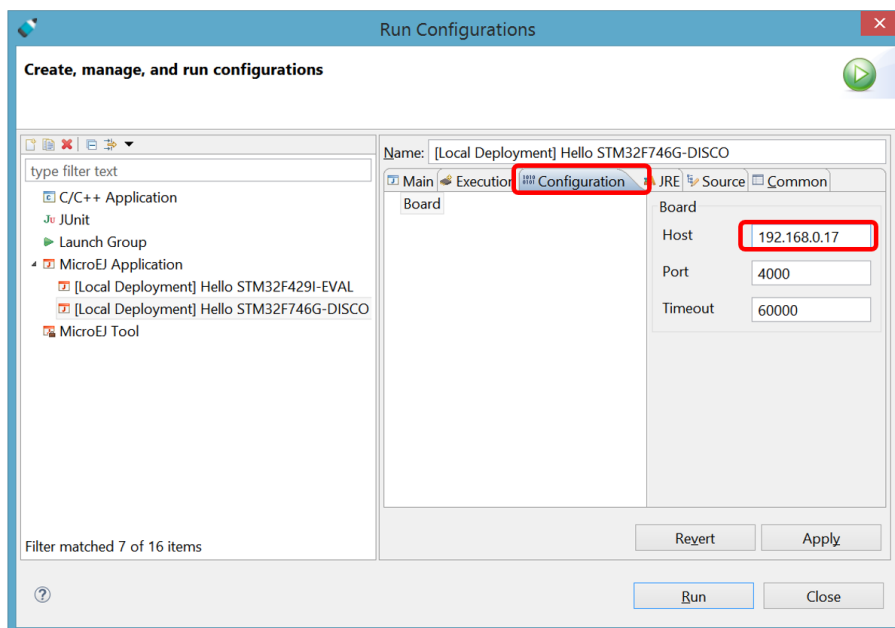 Run Configurations
Create, manage, and run configurations
type filter text
C/C++ Application
Ju JUnit
Launch Group
MicroEJ Application
[Local Deployment] Hello STM32F429I-EVAL
[Local Deployment] Hello STM32F746G-DISCO
MicroEJ Tool
Filter matched 7 of 16 items
Name: [Local Deployment] Hello STM32F746G-DISCO
Main Execution Configuration JRE Source Common
Board
Board
Host 192.168.0.17
Port 4000
Timeout 60000
Revert Apply
Run Close